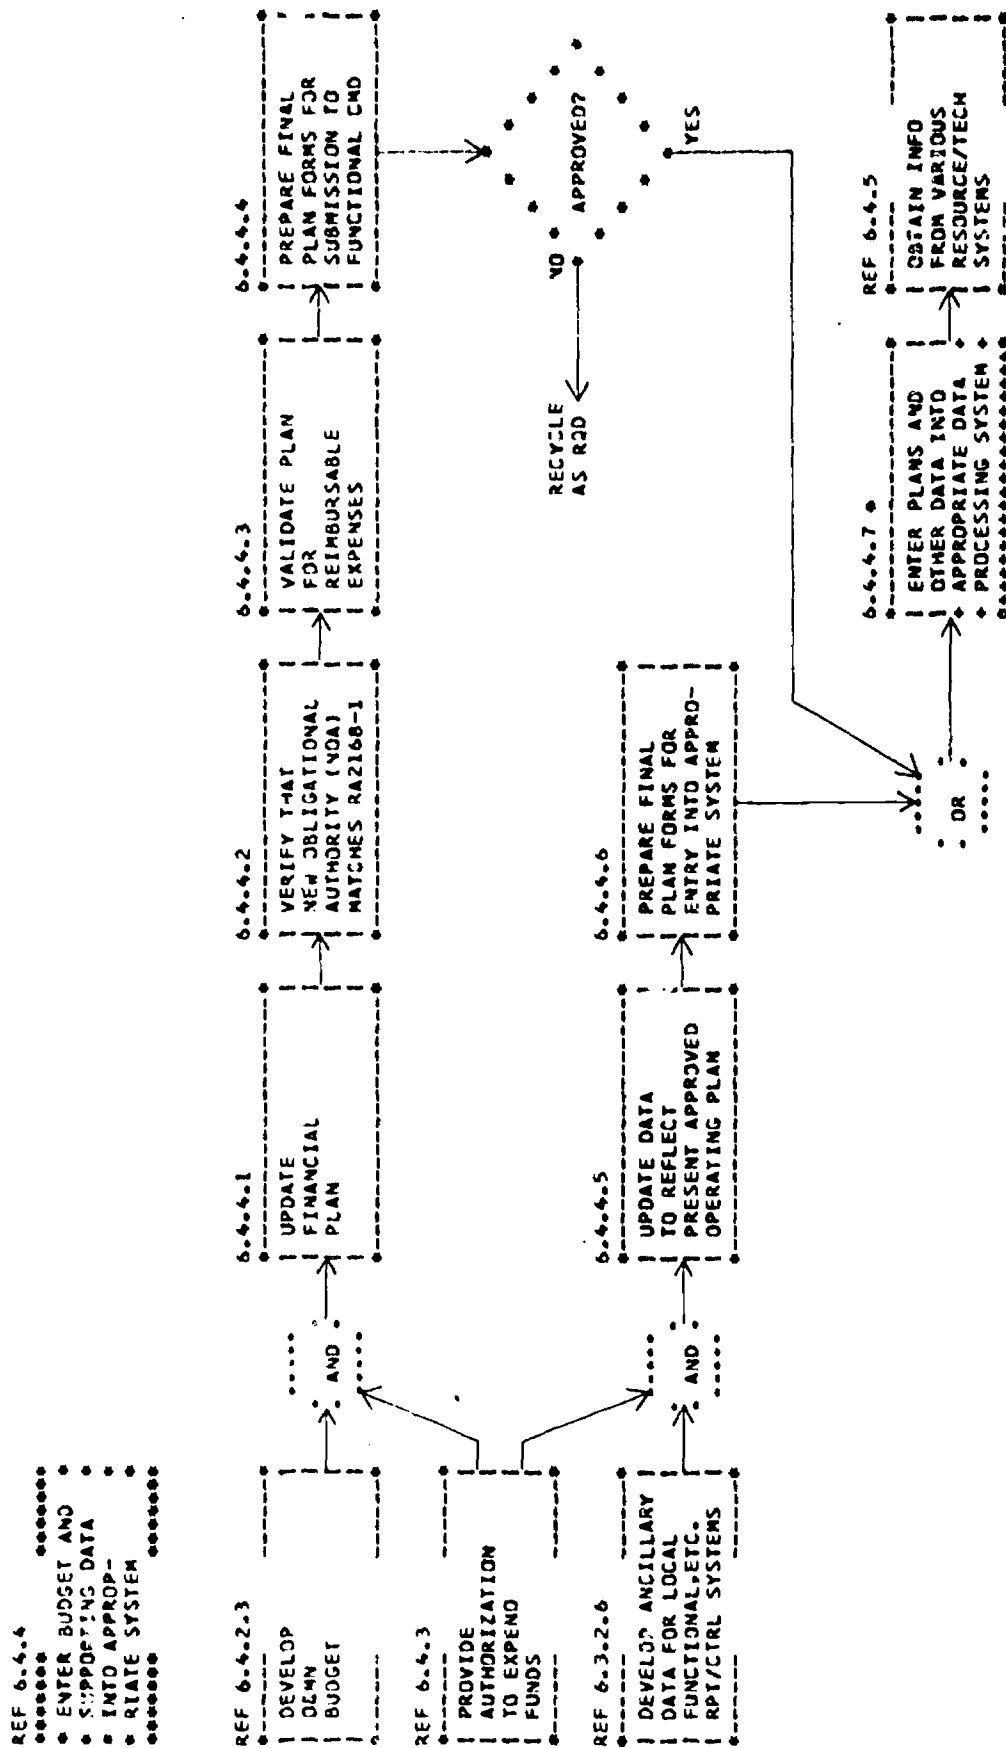 REF 6.4.4
ENTER BUDGET AND
SUPPORTING DATA
INTO APPROP-
RIATE SYSTEM
REF 6.4.2.3
DEVELOP
O&MN
BUDGET
REF 6.4.3
PROVIDE
AUTHORIZATION
TO EXPEND
FUNDS
REF 6.3.2.6
DEVELOP ANCILLARY
DATA FOR LOCAL
FUNCTIONAL,ETC.
RPT/CTRL SYSTEMS
AND
AND
6.4.4.1
UPDATE
FINANCIAL
PLAN
6.4.4.2
VERIFY THAT
NEW OBLIGATIONAL
AUTHORITY (NOA)
MATCHES RA2168-1
6.4.4.3
VALIDATE PLAN
FOR
REIMBURSABLE
EXPENSES
6.4.4.4
PREPARE FINAL
PLAN FORMS FOR
SUBMISSION TO
FUNCTIONAL CMD
APPROVED?
NO
YES
RECYCLE
AS RQD
6.4.4.5
UPDATE DATA
TO REFLECT
PRESENT APPROVED
OPERATING PLAN
6.4.4.6
PREPARE FINAL
PLAN FORMS FOR
ENTRY INTO APPRO-
PRIATE SYSTEM
OR
6.4.4.7 *
ENTER PLANS AND
OTHER DATA INTO
APPROPRIATE DATA
PROCESSING SYSTEM
REF 6.4.5
OBTAIN INFO
FROM VARIOUS
RESOURCE/TECH
SYSTEMS